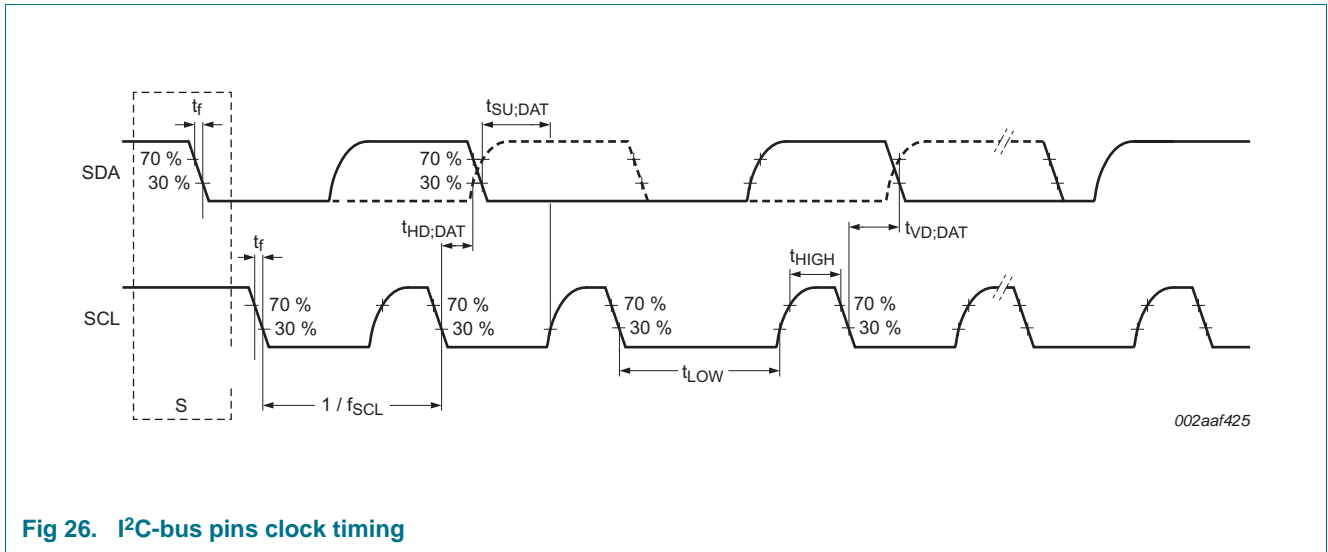 tf
tSU;DAT
70 %
30 %
SDA
70 %
30 %
tHD;DAT
tVD;DAT
tf
tHIGH
70 %
30 %
SCL
70 %
30 %
70 %
30 %
70 %
30 %
tLOW
S
1 / fSCL
002aaf425
Fig 26. I²C-bus pins clock timing